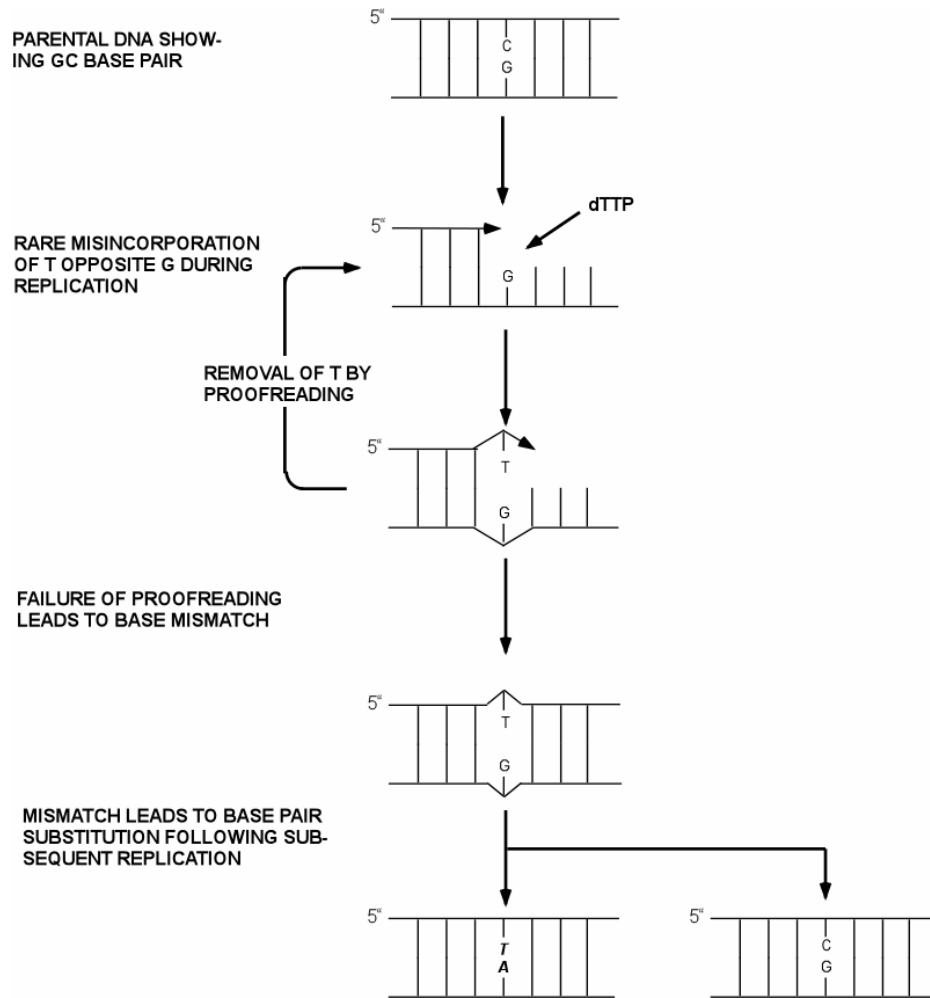 5"
PARENTAL DNA SHOW-
ING GC BASE PAIR
C
G
dTTP
5"
RARE MISINCORPORATION
OF T OPPOSITE G DURING
REPLICATION
G
REMOVAL OF T BY
PROOFREADING
5"
T
G
FAILURE OF PROOFREADING
LEADS TO BASE MISMATCH
5"
T
G
MISMATCH LEADS TO BASE PAIR
SUBSTITUTION FOLLOWING SUB-
SEQUENT REPLICATION
5"
T
A
5"
C
G